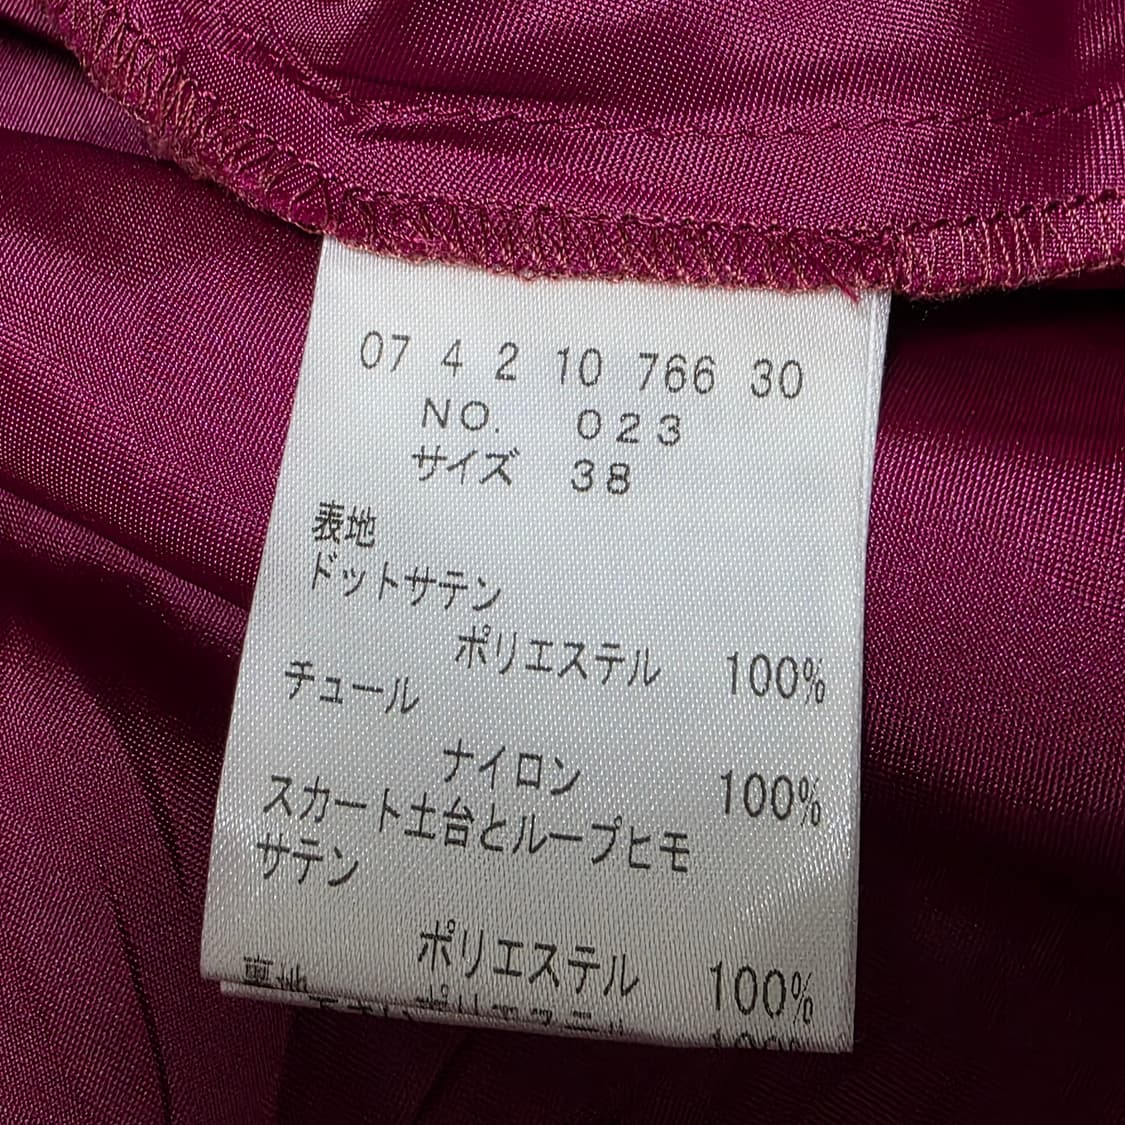 07 4 2 10 766 30
NO. 023
サイズ 38
表地
ドットサテン
ポリエステル 100%
チュール
ナイロン 100%
スカート土台とループヒモ
サテン
ポリエステル 100%
裏地